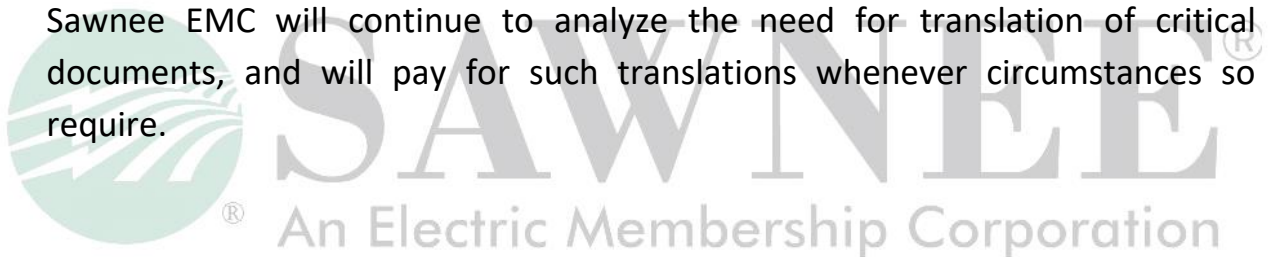 Sawnee EMC will continue to analyze the need for translation of critical
documents, and will pay for such translations whenever circumstances so
require.
SAWNEE®
® An Electric Membership Corporation